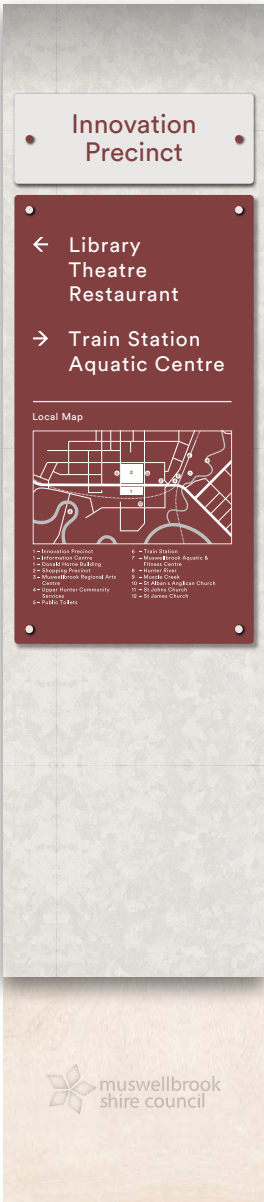 Innovation
Precinct
← Library
Theatre
Restaurant
→ Train Station
Aquatic Centre
Local Map
2
1
1 – Innovation Precinct
1 – Information Centre
1 – Donald Horne Building
2 – Shopping Precinct
3 – Muswellbrook Regional Arts
Centre
4 – Upper Hunter Community
Services
5 – Public Toilets
6 – Train Station
7 – Muswellbrook Aquatic &
Fitness Centre
8 – Hunter River
9 – Muscle Creek
10 – St Alban's Anglican Church
11 – St Johns Church
12 – St James Church
muswellbrook
shire council